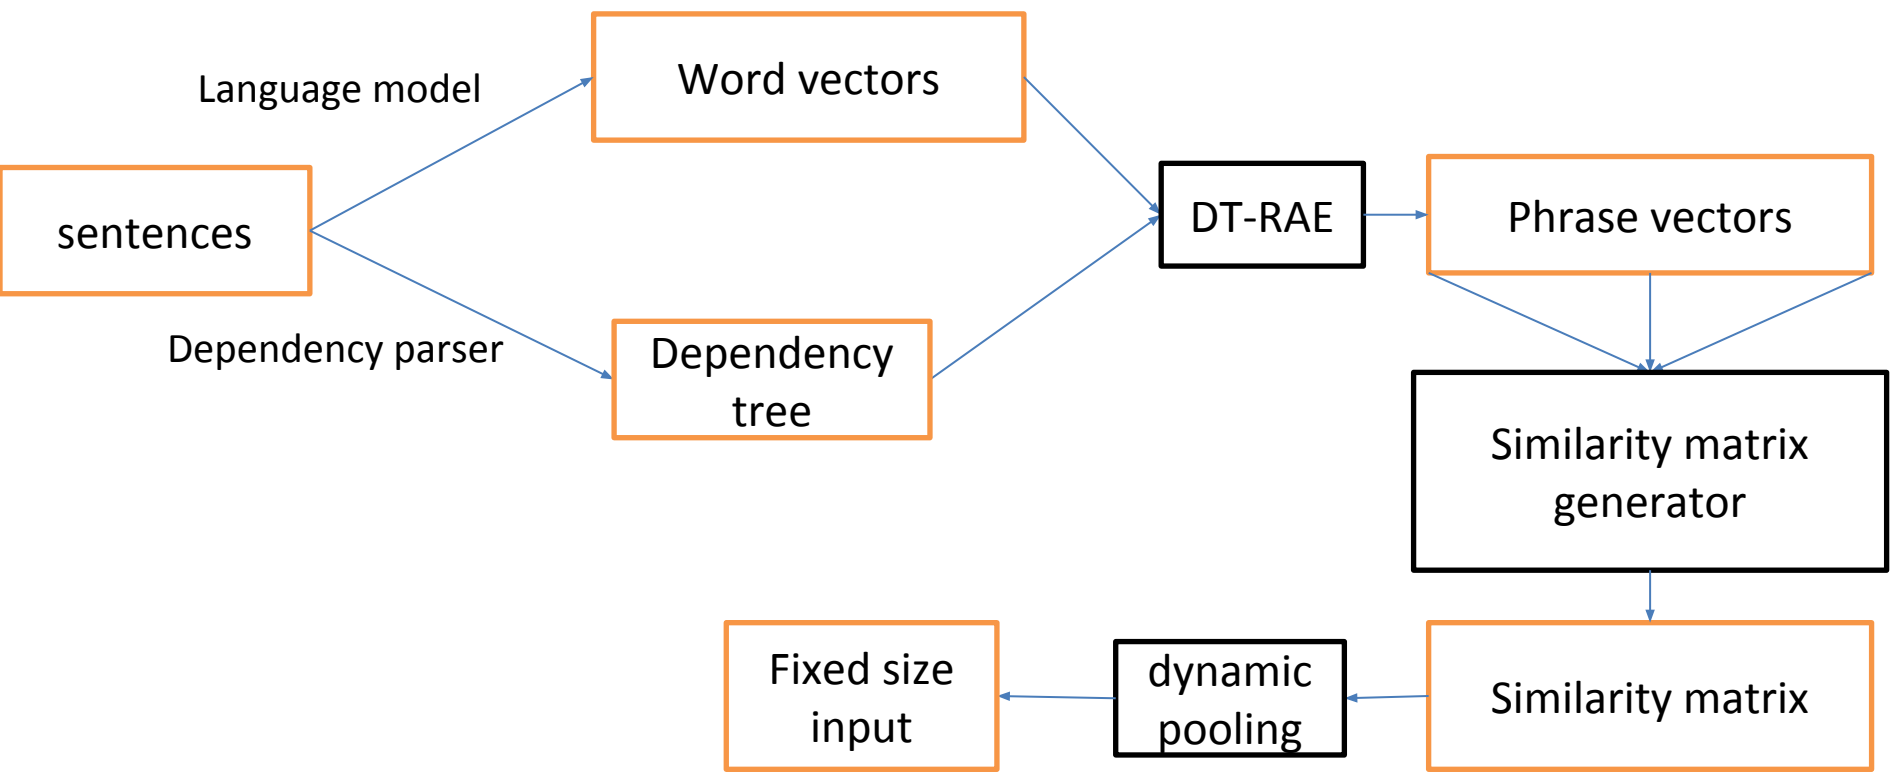 Language model
Word vectors
sentences
Dependency parser
Dependency
tree
DT-RAE
Phrase vectors
Similarity matrix
generator
Similarity matrix
dynamic
pooling
Fixed size
input